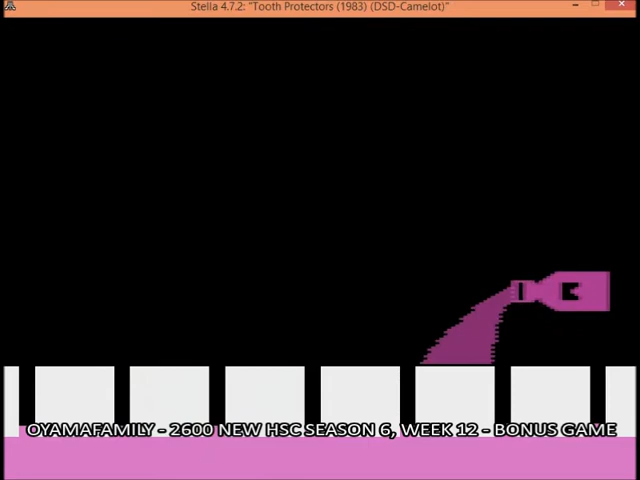 Stella 4.7.2: "Tooth Protectors (1983) (DSD-Camelot)"
OYAMAFAMILY - 2600 NEW HSC SEASON 6, WEEK 12 - BONUS GAME